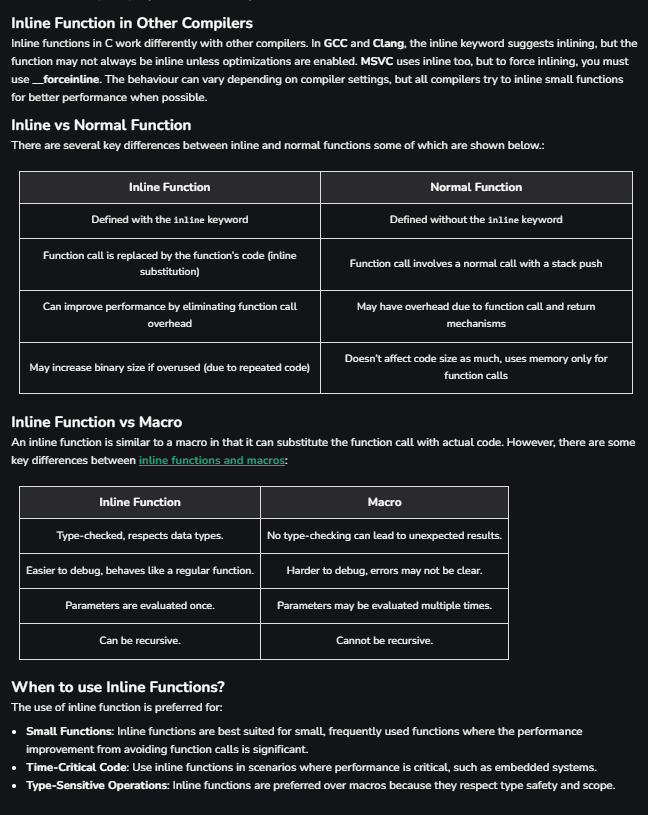 Inline Function in Other Compilers
Inline functions in C work differently with other compilers. In GCC and Clang, the inline keyword suggests inlining, but the
function may not always be inline unless optimizations are enabled. MSVC uses inline too, but to force inlining, you must
use __forceinline. The behaviour can vary depending on compiler settings, but all compilers try to inline small functions
for better performance when possible.
Inline vs Normal Function
There are several key differences between inline and normal functions some of which are shown below.:
Inline Function
Normal Function
Defined with the inline keyword
Defined without the inline keyword
Function call is replaced by the function's code (inline
substitution)
Function call involves a normal call with a stack push
Can improve performance by eliminating function call
overhead
May have overhead due to function call and return
mechanisms
May increase binary size if overused (due to repeated code)
Doesn't affect code size as much, uses memory only for
function calls
Inline Function vs Macro
An inline function is similar to a macro in that it can substitute the function call with actual code. However, there are some
key differences between inline functions and macros:
Inline Function
Macro
Type-checked, respects data types.
No type-checking can lead to unexpected results.
Easier to debug, behaves like a regular function.
Harder to debug, errors may not be clear.
Parameters are evaluated once.
Parameters may be evaluated multiple times.
Can be recursive.
Cannot be recursive.
When to use Inline Functions?
The use of inline function is preferred for:
• Small Functions: Inline functions are best suited for small, frequently used functions where the performance
improvement from avoiding function calls is significant.
• Time-Critical Code: Use inline functions in scenarios where performance is critical, such as embedded systems.
• Type-Sensitive Operations: Inline functions are preferred over macros because they respect type safety and scope.